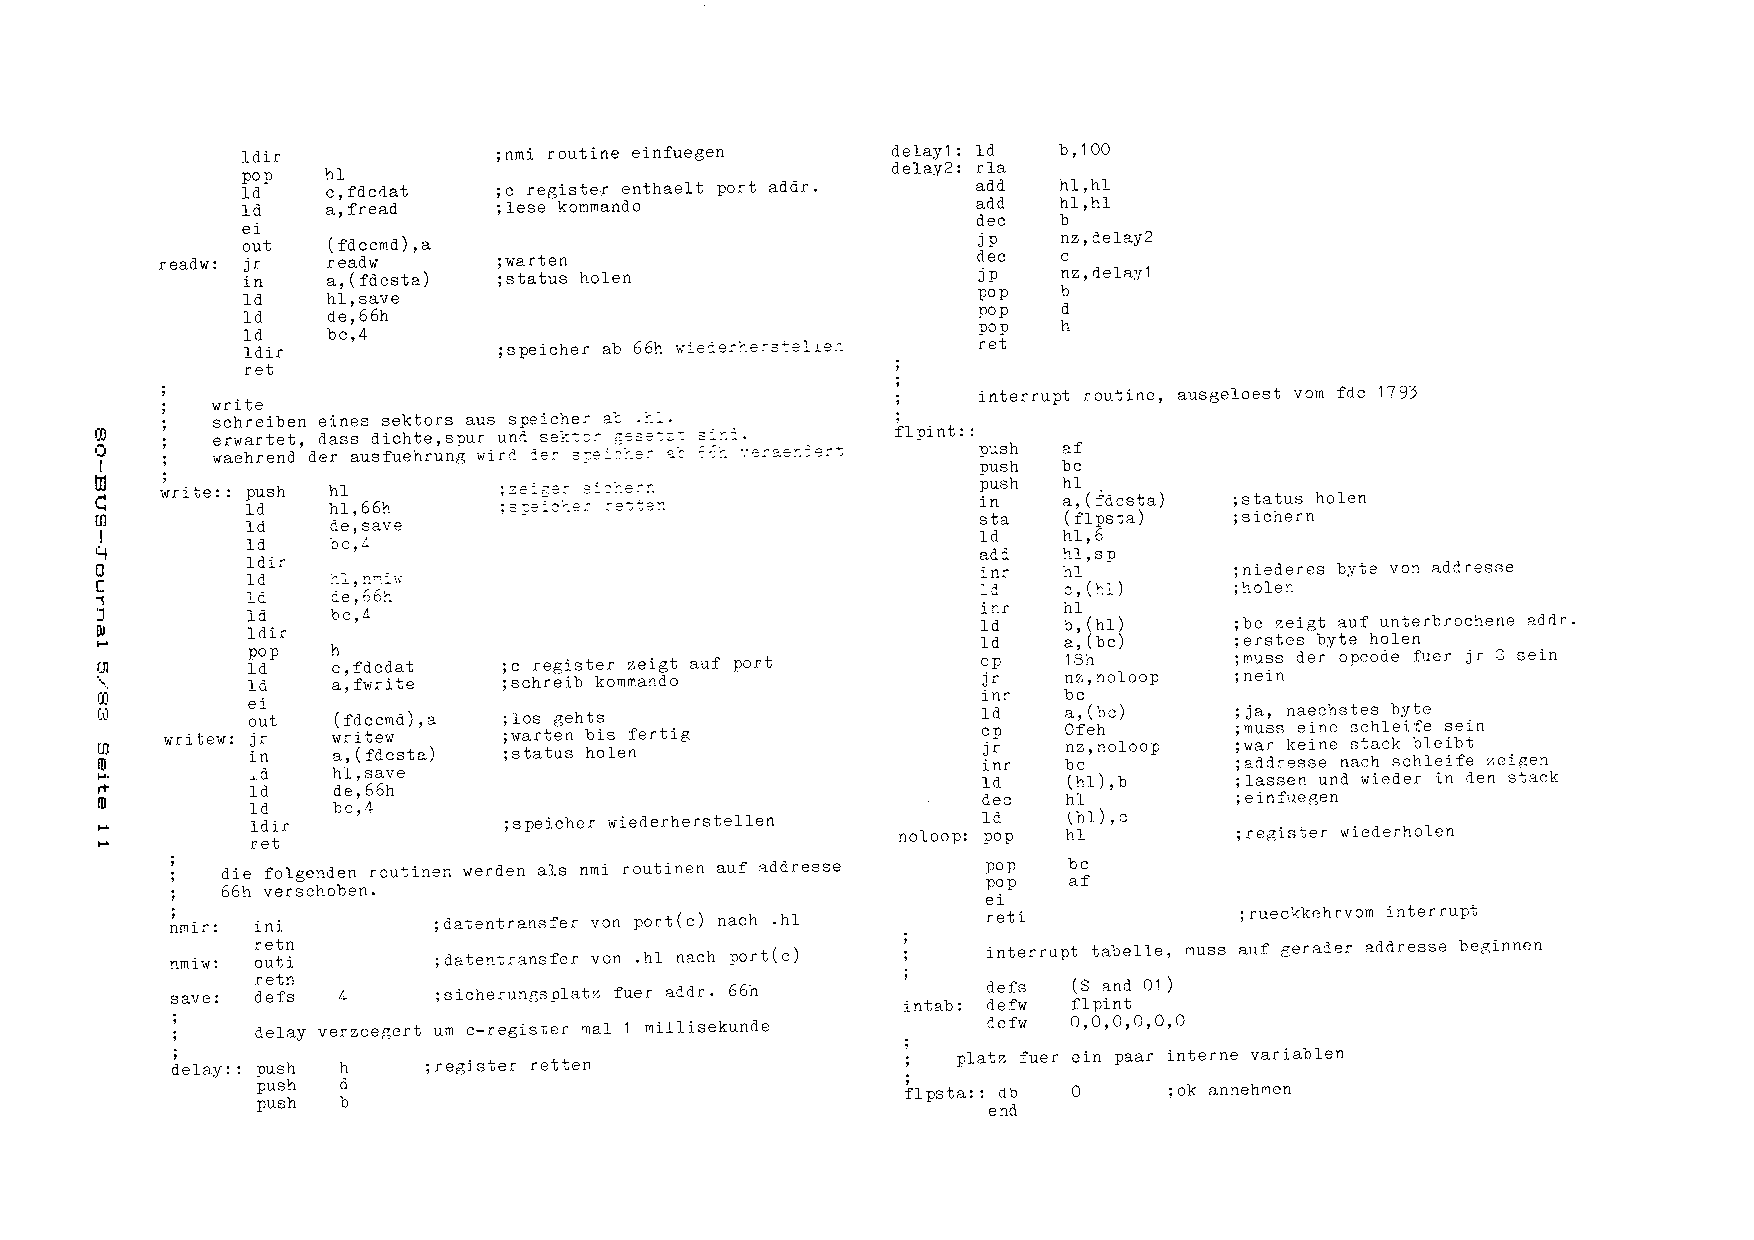 ldir ;nmi routine einfuegen
pop hl
ld c,fdcdat ;c register enthaelt port addr.
ld a,fread ;lese kommando
ei
out (fdccmd),a
readw: jr readw ;warten
in a,(fdcsta) ;status holen
ld hl,save
ld de,66h
ld bc,4
ldir ;speicher ab 66h wiederherstellen
ret
;
; write
; schreiben eines sektors aus speicher ab .hl.
; erwartet, dass dichte,spur und sektor gesetzt sind.
; waehrend der ausfuehrung wird der speicher ab 66h veraendert
;
write:: push hl ;zeiger sichern
ld hl,66h ;speicher retten
ld de,save
ld bc,4
ldir
ld hl,nmiw
ld de,66h
ld bc,4
ldir
pop h
ld c,fdcdat ;c register zeigt auf port
ld a,fwrite ;schreib kommando
ei
out (fdccmd),a ;los gehts
writew: jr writew ;warten bis fertig
in a,(fdcsta) ;status holen
ld hl,save
ld de,66h
ld bc,4
ldir ;speicher wiederherstellen
ret
;
; die folgenden routinen werden als nmi routinen auf addresse
; 66h verschoben.
;
nmir: ini ;datentransfer von port(c) nach .hl
retn
nmiw: outi ;datentransfer von .hl nach port(c)
retn
save: defs 4 ;sicherungsplatz fuer addr. 66h
;
; delay verzoegert um c-register mal 1 millisekunde
;
delay:: push h ;register retten
push d
push b
delay1: ld b,100
delay2: rla
add hl,hl
add hl,hl
dec b
jp nz,delay2
dec c
jp nz,delay1
pop b
pop d
pop h
ret
;
;
; interrupt routine, ausgeloest vom fdc 1793
;
flpint::
push af
push bc
push hl
in a,(fdcsta) ;status holen
sta (flpsta) ;sichern
ld hl,6
add hl,sp
inr hl ;niederes byte von addresse
ld c,(hl) ;holen
inr hl
ld b,(hl) ;bc zeigt auf unterbrochene addr.
ld a,(bc) ;erstes byte holen
cp 18h ;muss der opcode fuer jr $ sein
jr nz,noloop ;nein
inr bc
ld a,(bc) ;ja, naechstes byte
cp 0feh ;muss eine schleife sein
jr nz,noloop ;war keine stack bleibt
inr bc ;addresse nach schleife zeigen
ld (hl),b ;lassen und wieder in den stack
dec hl ;einfuegen
ld (hl),c
noloop: pop hl ;register wiederholen
pop bc
pop af
ei
reti ;rueckkehrvom interrupt
;
; interrupt tabelle, muss auf gerader addresse beginnen
;
defs ($ and 01)
intab: defw flpint
defw 0,0,0,0,0,0
;
; platz fuer ein paar interne variablen
;
flpsta:: db 0 ;ok annehmen
end
80-BUS-Journal 5/83 Seite 11